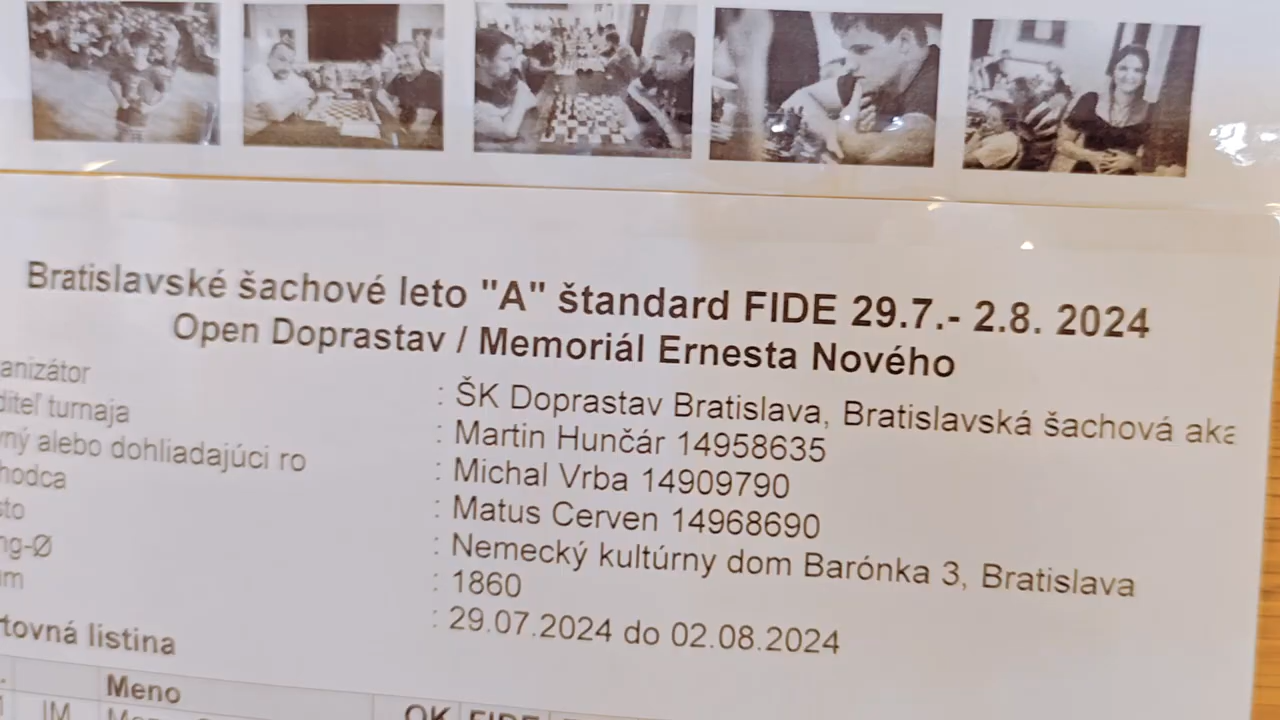 Bratislavské šachové leto "A" štandard FIDE 29.7.- 2.8. 2024
Open Doprastav / Memoriál Ernesta Nového
anizátor : ŠK Doprastav Bratislava, Bratislavská šachová aka
diteľ turnaja : Martin Hunčár 14958635
vný alebo dohliadajúci ro : Michal Vrba 14909790
hodca : Matus Cerven 14968690
sto : Nemecký kultúrny dom Barónka 3, Bratislava
ng-Ø : 1860
um : 29.07.2024 do 02.08.2024
tovná listina
Meno
IM